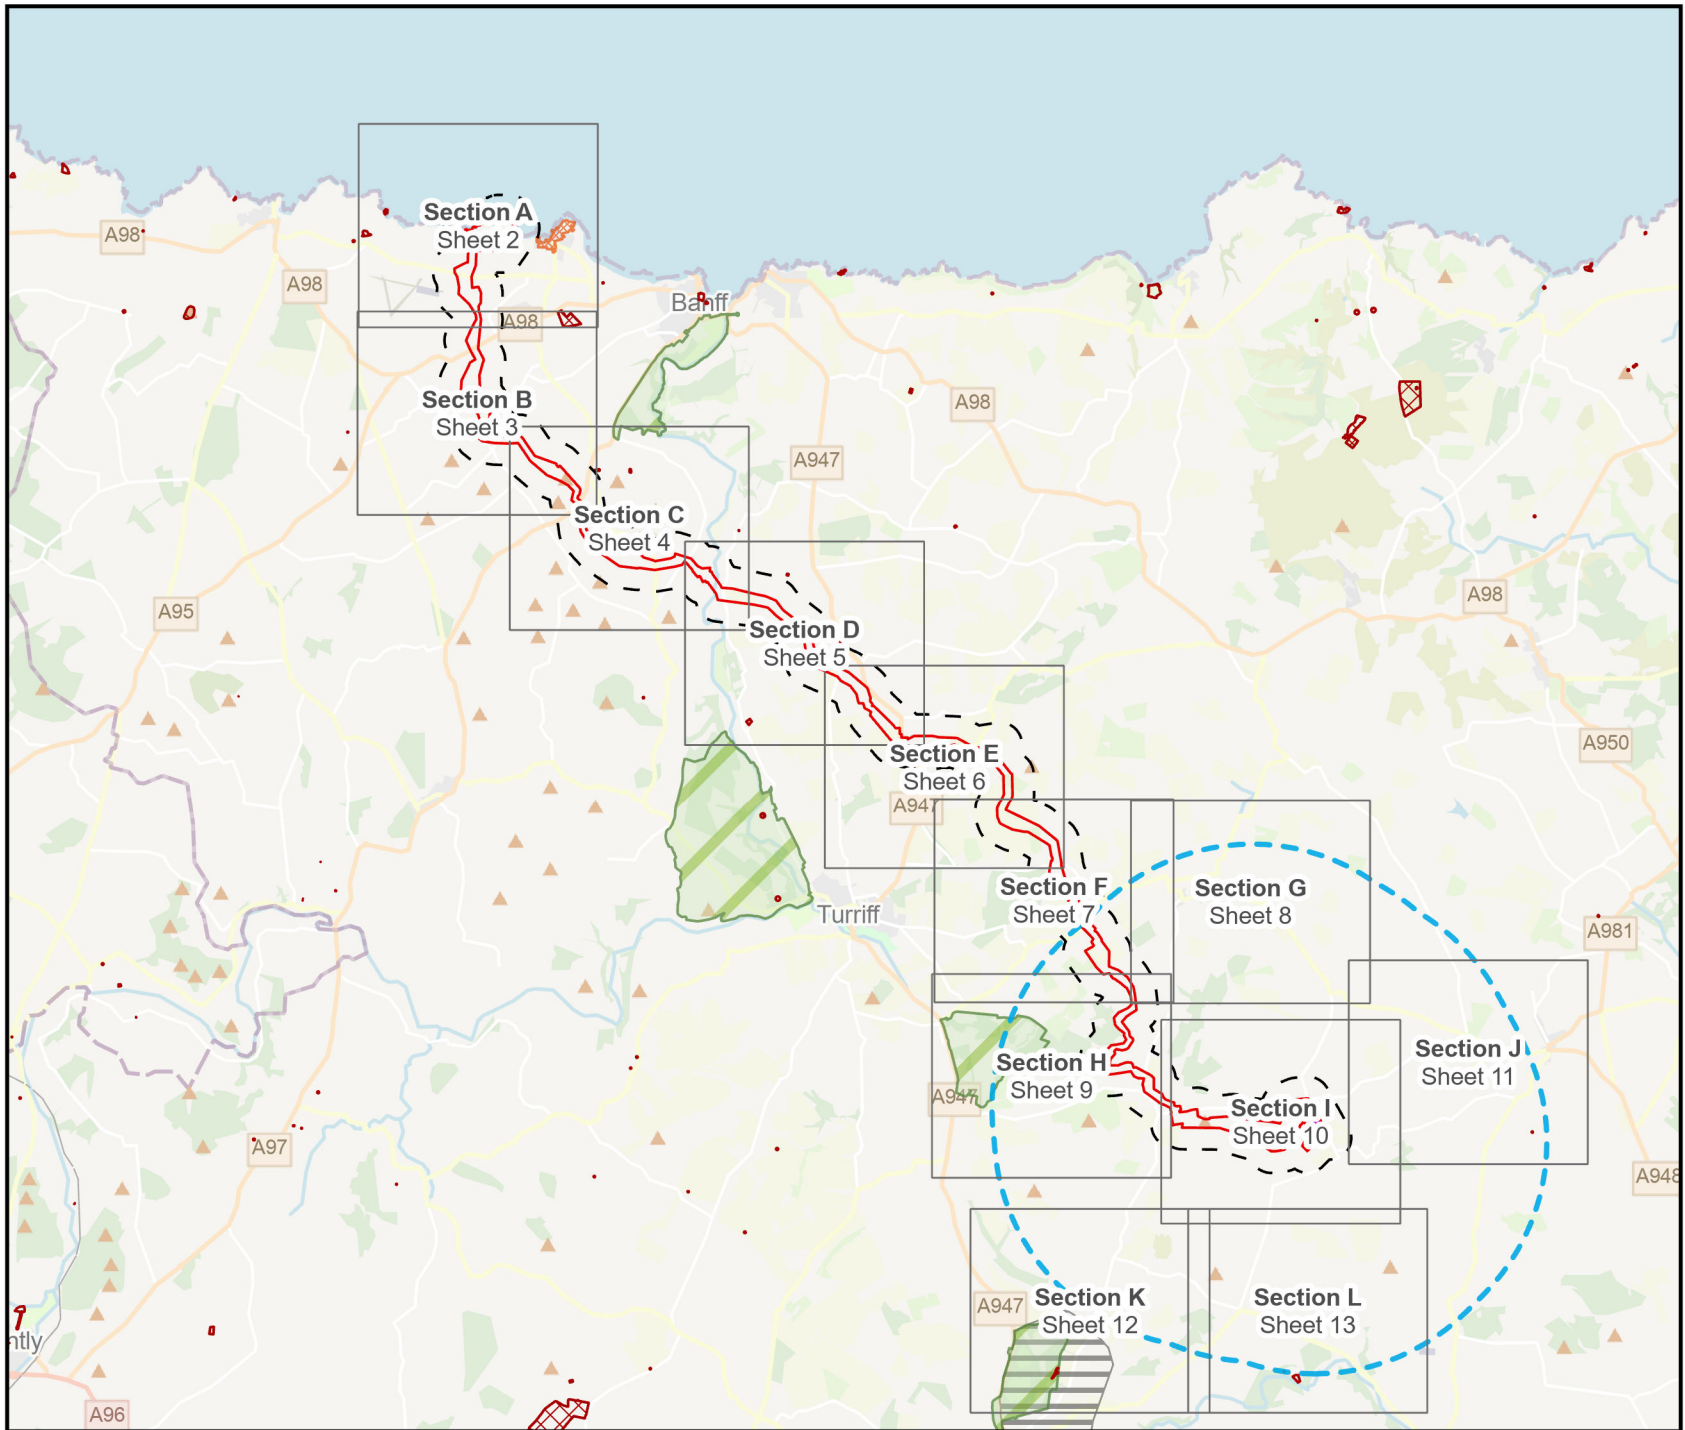 Section A
Sheet 2
A98
A98
Banff
A98
Section B
Sheet 3
A98
A947
Section C
Sheet 4
A95
A98
Section D
Sheet 5
A950
Section E
Sheet 6
A947
Section F
Sheet 7
Section G
Sheet 8
Turriff
A981
Section H
Sheet 9
Section J
Sheet 11
A947
Section I
Sheet 10
A97
A948
A947
Section K
Sheet 12
Section L
Sheet 13
ntly
A96